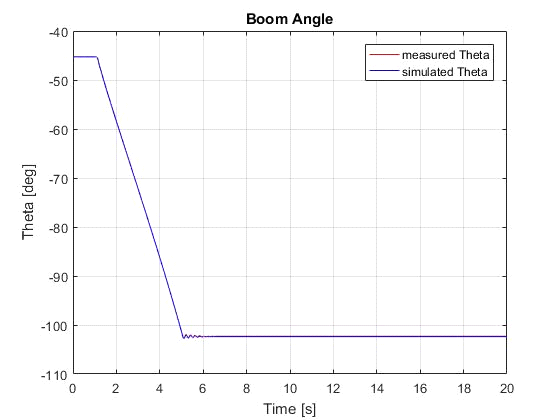 Boom Angle
measured Theta
simulated Theta
Theta [deg]
-40
-50
-60
-70
-80
-90
-100
-110
0 2 4 6 8 10 12 14 16 18 20
Time [s]